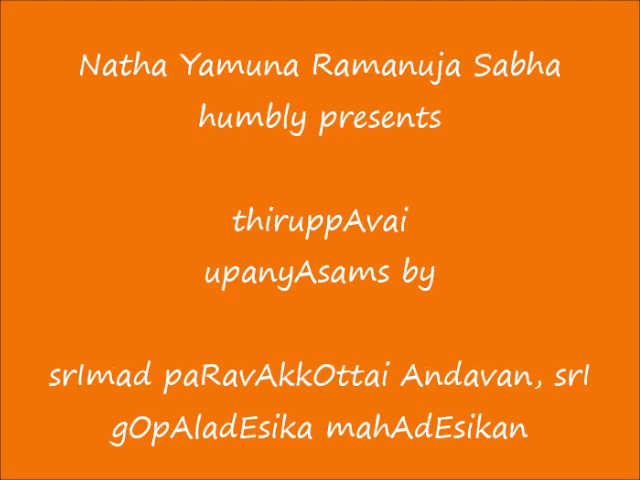 Natha Yamuna Ramanuja Sabha
humbly presents
thiruppAvai
upanyAsams by
srImad paRavAkkOttai Andavan, srI
gOpAladEsika mahAdEsikan